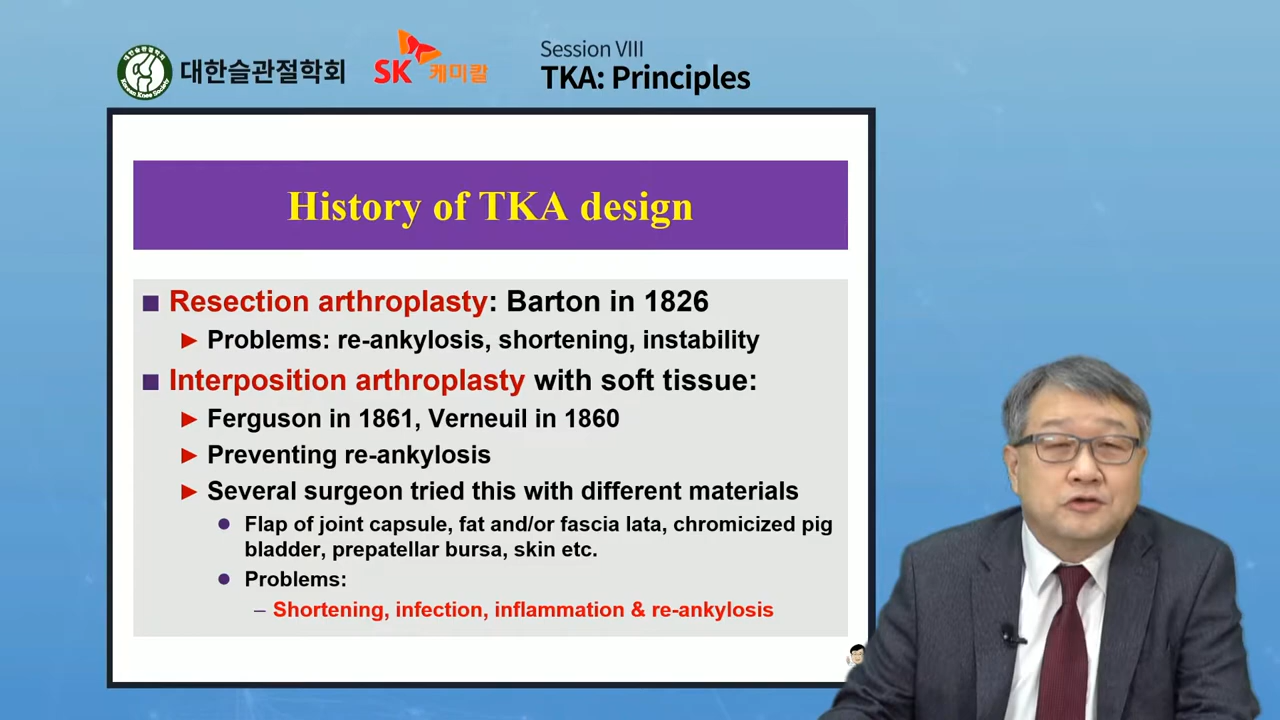 대한슬관절학회
SK 케미칼
Session VIII
TKA: Principles
History of TKA design
Resection arthroplasty: Barton in 1826
Problems: re-ankylosis, shortening, instability
Interposition arthroplasty with soft tissue:
Ferguson in 1861, Verneuil in 1860
Preventing re-ankylosis
Several surgeon tried this with different materials
Flap of joint capsule, fat and/or fascia lata, chromicized pig
bladder, prepatellar bursa, skin etc.
Problems:
– Shortening, infection, inflammation & re-ankylosis